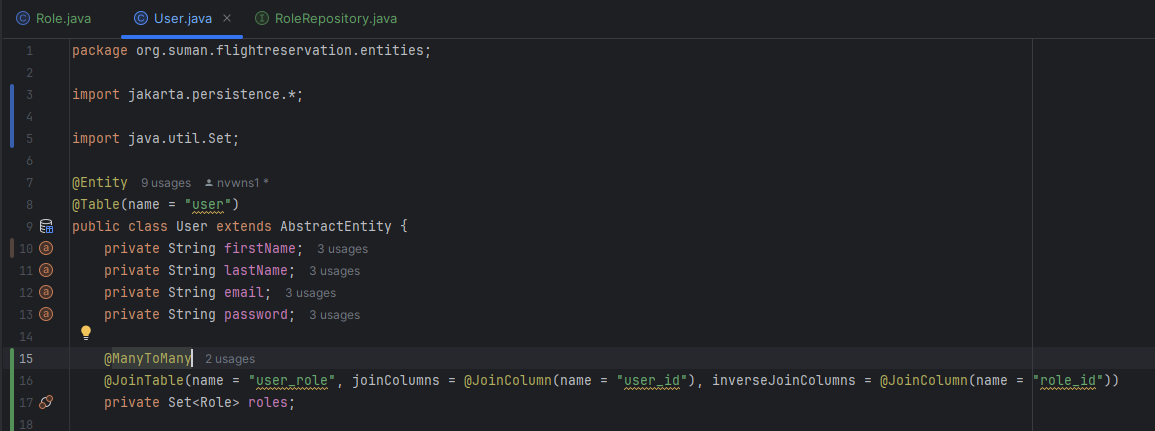 Role.java User.java RoleRepository.java
1 package org.suman.flightreservation.entities;
2
3 import jakarta.persistence.*;
4
5 import java.util.Set;
6
7 @Entity 9 usages nvwns1 *
8 @Table(name = "user")
9 public class User extends AbstractEntity {
10 private String firstName; 3 usages
11 private String lastName; 3 usages
12 private String email; 3 usages
13 private String password; 3 usages
14
15 @ManyToMany 2 usages
16 @JoinTable(name = "user_role", joinColumns = @JoinColumn(name = "user_id"), inverseJoinColumns = @JoinColumn(name = "role_id"))
17 private Set<Role> roles;
18